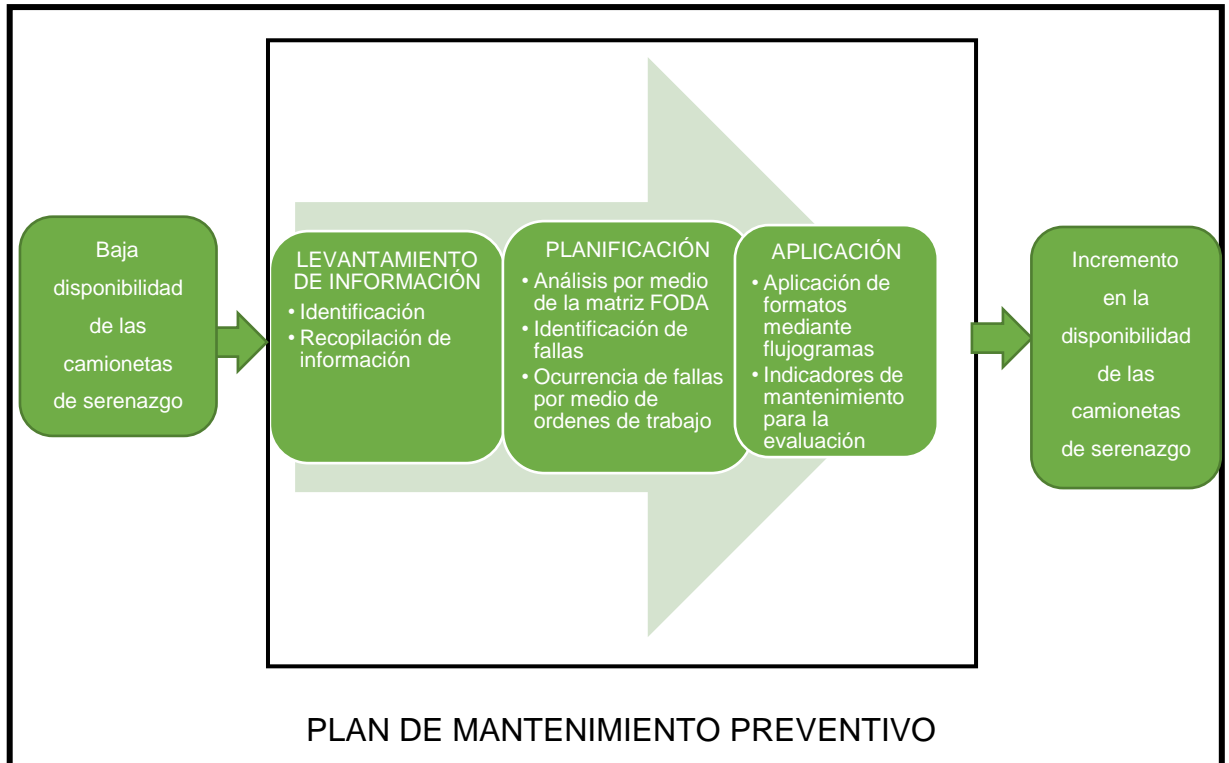 Baja
disponibilidad
de las
camionetas
de serenazgo
LEVANTAMIENTO
DE INFORMACIÓN
• Identificación
• Recopilación de
información
PLANIFICACIÓN
• Análisis por medio
de la matriz FODA
• Identificación de
fallas
• Ocurrencia de fallas
por medio de
ordenes de trabajo
APLICACIÓN
• Aplicación de
formatos
mediante
flujogramas
• Indicadores de
mantenimiento
para la
evaluación
Incremento
en la
disponibilidad
de las
camionetas
de serenazgo
PLAN DE MANTENIMIENTO PREVENTIVO